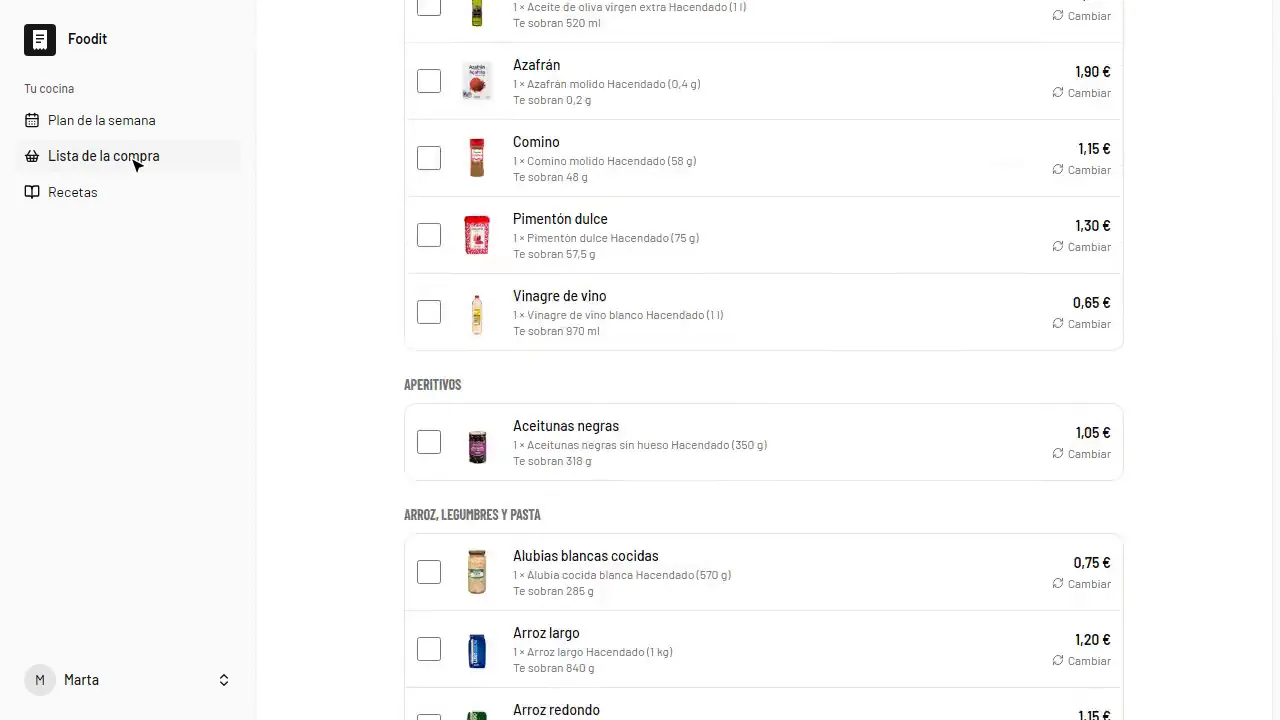 Foodit
Tu cocina
Plan de la semana
Lista de la compra
Recetas
M Marta
1 × Aceite de oliva virgen extra Hacendado (1 l)
Te sobran 520 ml
Cambiar
Azafrán
1 × Azafrán molido Hacendado (0,4 g)
Te sobran 0,2 g
1,90 €
Cambiar
Comino
1 × Comino molido Hacendado (58 g)
Te sobran 48 g
1,15 €
Cambiar
Pimentón dulce
1 × Pimentón dulce Hacendado (75 g)
Te sobran 57,5 g
1,30 €
Cambiar
Vinagre de vino
1 × Vinagre de vino blanco Hacendado (1 l)
Te sobran 970 ml
0,65 €
Cambiar
APERITIVOS
Aceitunas negras
1 × Aceitunas negras sin hueso Hacendado (350 g)
Te sobran 318 g
1,05 €
Cambiar
ARROZ, LEGUMBRES Y PASTA
Alubias blancas cocidas
1 × Alubia cocida blanca Hacendado (570 g)
Te sobran 285 g
0,75 €
Cambiar
Arroz largo
1 × Arroz largo Hacendado (1 kg)
Te sobran 840 g
1,20 €
Cambiar
Arroz redondo
1,15 €